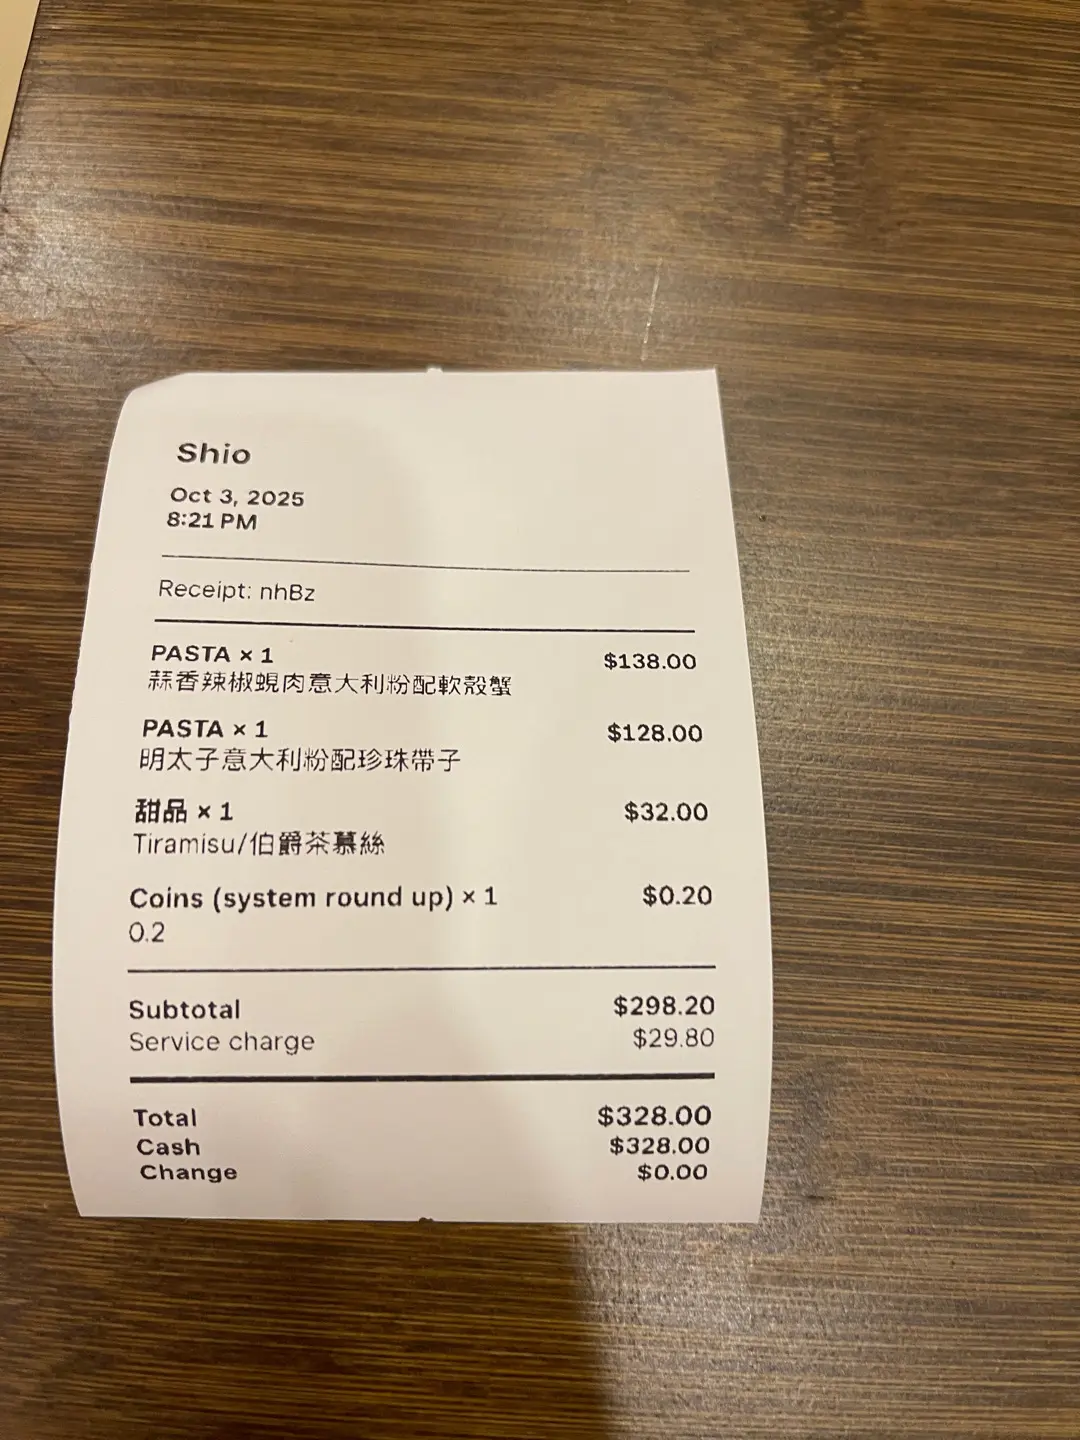 Shio
Oct 3, 2025
8:21 PM
Receipt: nhBz
PASTA × 1 $138.00
蒜香辣椒蜆肉意大利粉配軟殼蟹
PASTA × 1 $128.00
明太子意大利粉配珍珠帶子
甜品 × 1 $32.00
Tiramisu/伯爵茶慕絲
Coins (system round up) × 1 $0.20
0.2
Subtotal $298.20
Service charge $29.80
Total $328.00
Cash $328.00
Change $0.00